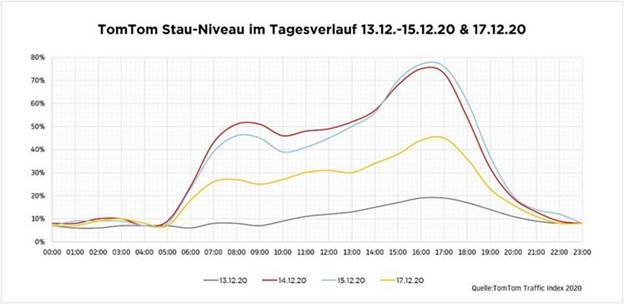 TomTom Stau-Niveau im Tagesverlauf 13.12.-15.12.20 & 17.12.20
80%
70%
60%
50%
40%
30%
20%
10%
0%
00:00 01:00 02:00 03:00 04:00 05:00 06:00 07:00 08:00 09:00 10:00 11:00 12:00 13:00 14:00 15:00 16:00 17:00 18:00 19:00 20:00 21:00 22:00 23:00
13.12.20 14.12.20 15.12.20 17.12.20
Quelle:TomTom Traffic Index 2020